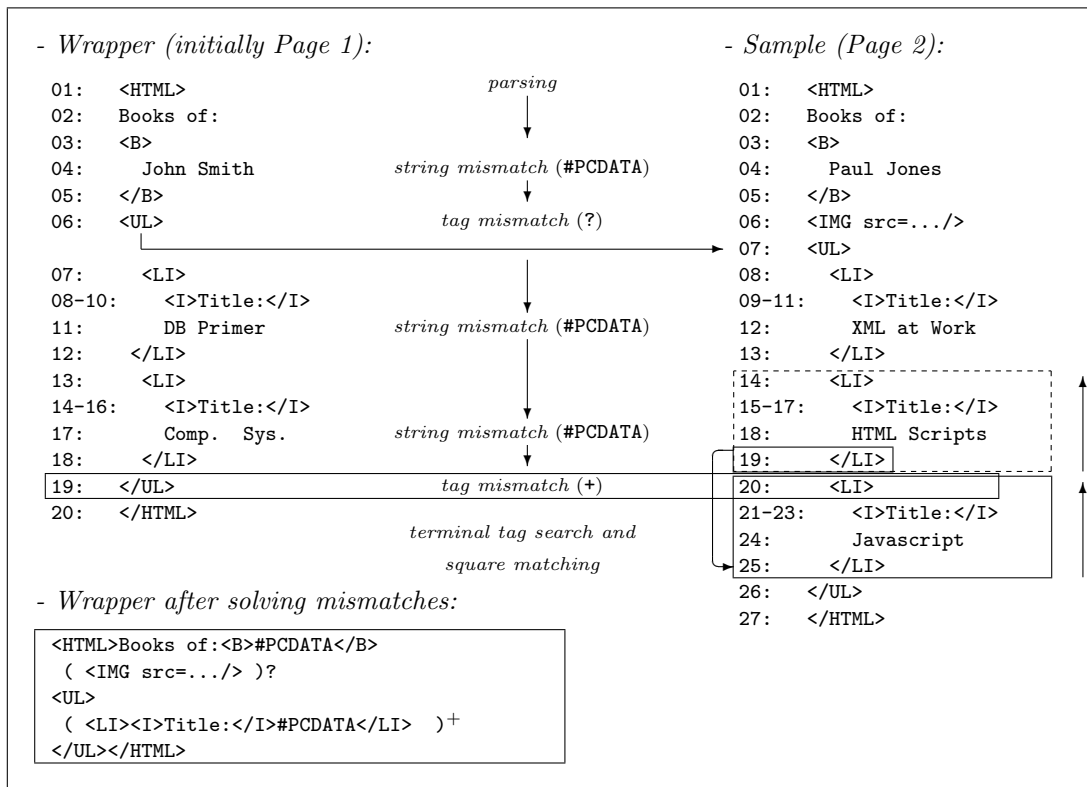 - Wrapper (initially Page 1):
01: <HTML>
02: Books of:
03: <B>
04: John Smith
05: </B>
06: <UL>
07: <LI>
08-10: <I>Title:</I>
11: DB Primer
12: </LI>
13: <LI>
14-16: <I>Title:</I>
17: Comp. Sys.
18: </LI>
19: </UL>
20: </HTML>
parsing
string mismatch (#PCDATA)
tag mismatch (?)
string mismatch (#PCDATA)
string mismatch (#PCDATA)
tag mismatch (+)
terminal tag search and
square matching
- Sample (Page 2):
01: <HTML>
02: Books of:
03: <B>
04: Paul Jones
05: </B>
06: <IMG src=.../>
07: <UL>
08: <LI>
09-11: <I>Title:</I>
12: XML at Work
13: </LI>
14: <LI>
15-17: <I>Title:</I>
18: HTML Scripts
19: </LI>
20: <LI>
21-23: <I>Title:</I>
24: Javascript
25: </LI>
26: </UL>
27: </HTML>
- Wrapper after solving mismatches:
<HTML>Books of:<B>#PCDATA</B>
( <IMG src=.../> )?
<UL>
( <LI><I>Title:</I>#PCDATA</LI> )+
</UL></HTML>